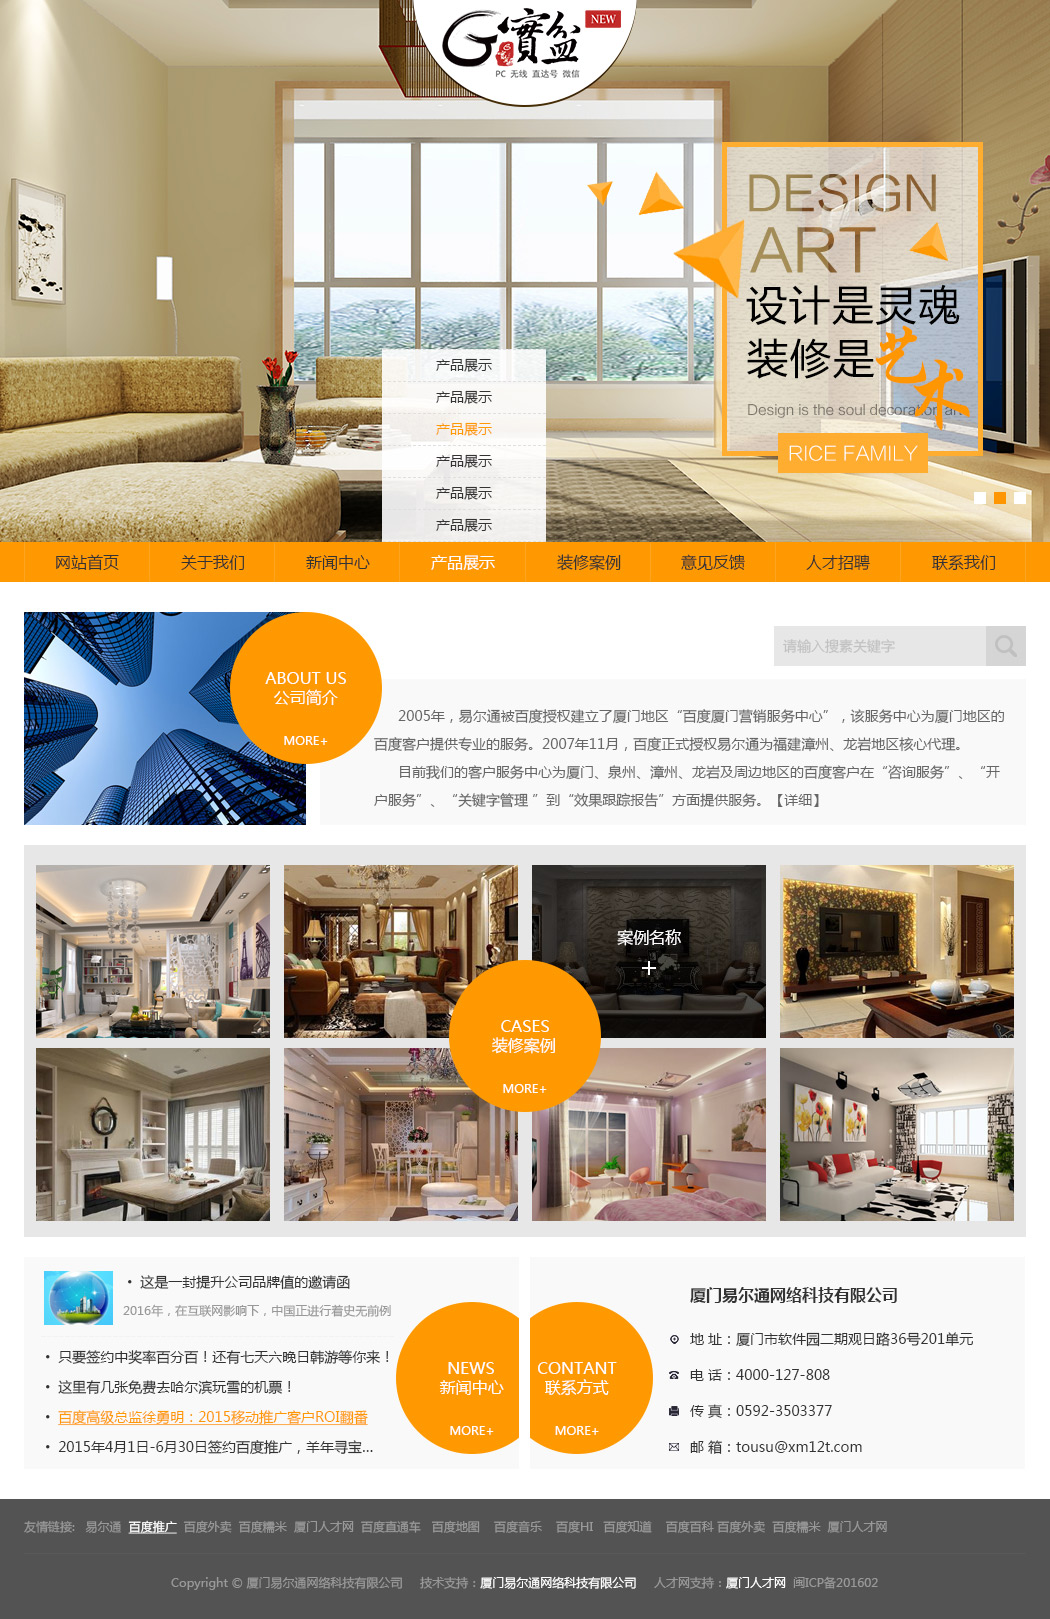 G實盆 NEW
PC 无线 直达号 微信
DESIGN
ART
设计是灵魂
装修是艺术
Design is the soul decoration art
RICE FAMILY
产品展示
产品展示
产品展示
产品展示
产品展示
产品展示
网站首页 关于我们 新闻中心 产品展示 装修案例 意见反馈 人才招聘 联系我们
ABOUT US
公司简介
MORE+
请输入搜素关键字
2005年，易尔通被百度授权建立了厦门地区“百度厦门营销服务中心”，该服务中心为厦门地区的
百度客户提供专业的服务。2007年11月，百度正式授权易尔通为福建漳州、龙岩地区核心代理。
目前我们的客户服务中心为厦门、泉州、漳州、龙岩及周边地区的百度客户在“咨询服务”、“开
户服务”、“关键字管理 ”到“效果跟踪报告”方面提供服务。【详细】
案例名称
+
CASES
装修案例
MORE+
• 这是一封提升公司品牌值的邀请函
2016年，在互联网影响下，中国正进行着史无前例
• 只要签约中奖率百分百！还有七天六晚日韩游等你来！
• 这里有几张免费去哈尔滨玩雪的机票！
• 百度高级总监徐勇明：2015移动推广客户ROI翻番
• 2015年4月1日-6月30日签约百度推广，羊年寻宝...
NEWS
新闻中心
MORE+
CONTANT
联系方式
MORE+
厦门易尔通网络科技有限公司
地 址：厦门市软件园二期观日路36号201单元
电 话：4000-127-808
传 真：0592-3503377
邮 箱：tousu@xm12t.com
友情链接: 易尔通 百度推广 百度外卖 百度糯米 厦门人才网 百度直通车 百度地图 百度音乐 百度HI 百度知道 百度百科 百度外卖 百度糯米 厦门人才网
Copyright © 厦门易尔通网络科技有限公司 技术支持：厦门易尔通网络科技有限公司 人才网支持：厦门人才网 闽ICP备201602